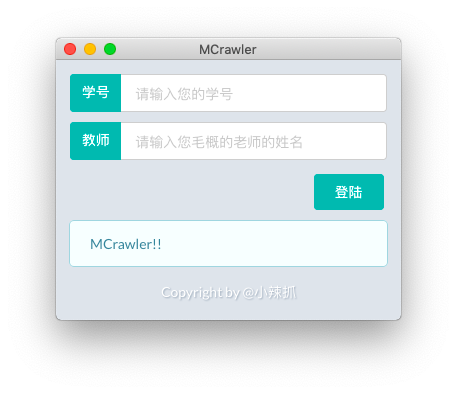 MCrawler
学号 请输入您的学号
教师 请输入您毛概的老师的姓名
登陆
MCrawler!!
Copyright by @小辣抓